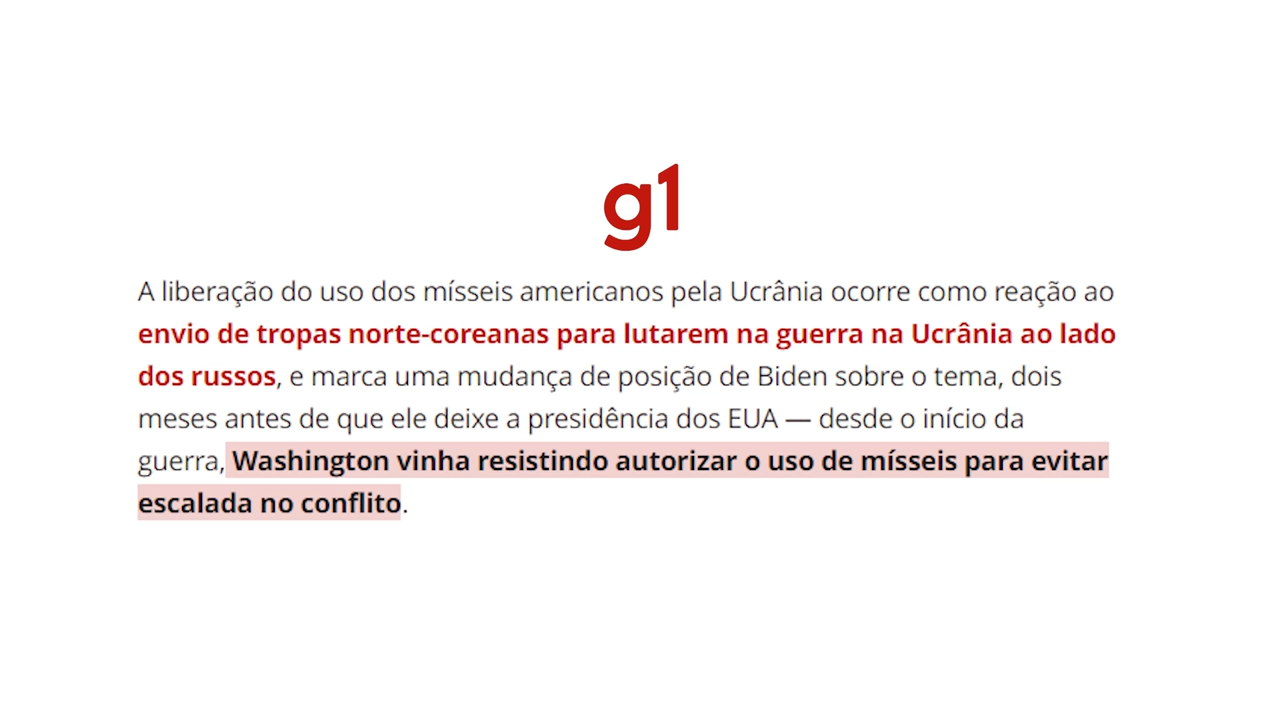 g1
A liberação do uso dos mísseis americanos pela Ucrânia ocorre como reação ao
envio de tropas norte-coreanas para lutarem na guerra na Ucrânia ao lado
dos russos, e marca uma mudança de posição de Biden sobre o tema, dois
meses antes de que ele deixe a presidência dos EUA — desde o início da
guerra, Washington vinha resistindo autorizar o uso de mísseis para evitar
escalada no conflito.